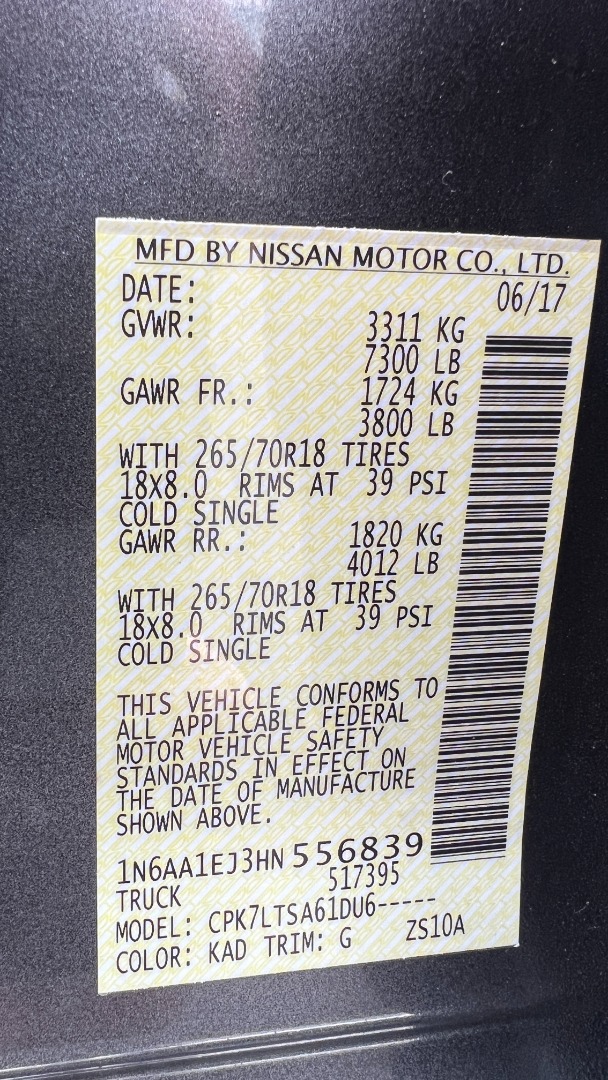 MFD BY NISSAN MOTOR CO., LTD.
DATE: 06/17
GVWR: 3311 KG
7300 LB
GAWR FR.: 1724 KG
3800 LB
WITH 265/70R18 TIRES
18X8.0 RIMS AT 39 PSI
COLD SINGLE
GAWR RR.: 1820 KG
4012 LB
WITH 265/70R18 TIRES
18X8.0 RIMS AT 39 PSI
COLD SINGLE
THIS VEHICLE CONFORMS TO
ALL APPLICABLE FEDERAL
MOTOR VEHICLE SAFETY
STANDARDS IN EFFECT ON
THE DATE OF MANUFACTURE
SHOWN ABOVE.
1N6AA1EJ3HN556839
TRUCK 517395
MODEL: CPK7LTSA61DU6-----
COLOR: KAD TRIM: G ZS10A